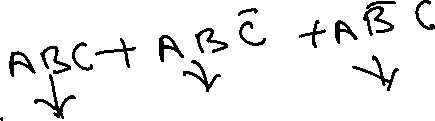 ABC + ABC̄ + AB̄C